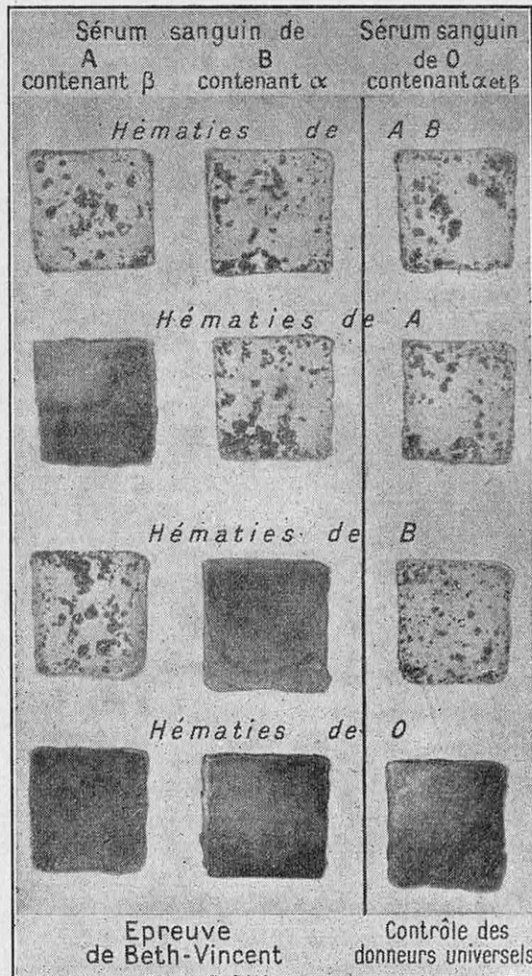 Sérum sanguin de
A
contenant β
B
contenant α
Sérum sanguin
de O
contenant α et β
Hématies de AB
Hématies de A
Hématies de B
Hématies de O
Epreuve
de Beth-Vincent
Contrôle des
donneurs universels